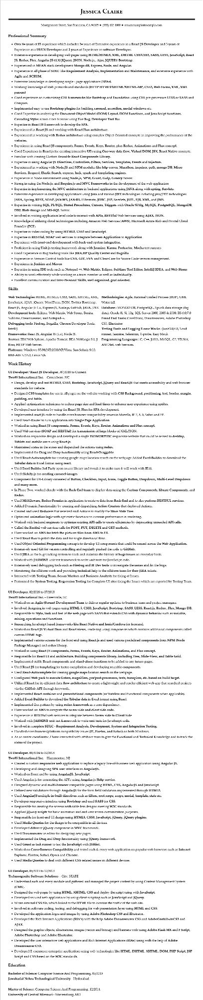 JESSICA CLAIRE
Montgomery Street, San Francisco, CA 94105 • (555) 432-1000 • resumesample@example.com
Professional Summary
• Over 8+ years of IT experience which includes 3+ years of Extensive experience as a React JS Developer and 3 years of
Experience as a UI/UX Developer and 2 years of Experience as software Developer.
• Extensive experience in developing web pages using HTML/HTML5, XML, DHTML CSS/CSS3, SASS, LESS, JavaScript, React
JS, Redux, Flex, Angular JS (1.X) JQuery, JSON, Node.js, Ajax, JQUERY Bootstrap.
• Experienced in MEAN stack development Mongo dB, Express, Node, and Angular.
• Experience in all phase of SDLC like Requirement Analysis, Implementation and Maintenance, and extensive experience with
Agile and SCRUM.
• Extensive knowledge in developing single - page applications (SPAs).
• Working knowledge of Web protocols and standards (HTTP HTML5/XHTML/XHTML-MP, CSS3, Web Forms, XML, XML
parsers)
• Good experience on customizing CSS frameworks like Bootstrap and Foundation using CSS pre-processors LESS or SASS and
Compass.
• Implemented easy to use Bootstrap plugins for building carousel, accordion, modal windows etc.
• Good Expertise in analyzing the Document Object Model (DOM) Layout, DOM Functions, and Java Script functions,
Cascading Styles across cross-browser using Fire Bug, Developer Tool Bar.
• Expertise in React JS framework to develop the SPA.
• Experienced in React JS and working with React Flux architecture.
• Experienced in working with Redux architecture using complex Object-Oriented concepts in improving the performance of the
websites.
• Experience in using React JS components, Forms, Events, Keys, Router, plus Redux, Animations and Flux concept.
• Good Experience in React.js for creating interactive UI's using One-way data flow, Virtual DOM, JSX, React Native concepts.
• Familiar with creating Custom Reusable React Components Library.
• Expertise in using Angular JS Directives, Controllers, Filters, Services, Templates, Events and Injectors.
• Experienced in working with Node.JS and NPM modules like http-server, Marathon, inquirer, path, mongo DB, Micro
Services, Request, Elastic Search, express, luck, spark and templating engines.
• Experience in Node environment using Node.js, NPM, Grunt, Gulp, Groovy Bower.
• Strong in using the Node.js, and Require.js and MVC Frameworks in the development of the web application
• Expertise in implementing the MVC architecture in backend applications using JAVA along with spring, Servlets.
• Extensive experience in developing applications using Java and various J2EE technologies including Java/J2EE technologies
JAVA, Spring, REST, SOAP, JAX-WS, JAX-RS, Hibernate, JDBC, JSP, Servlets, JSTL, EJB, XML, and JMS.
• Expertise in writing SQL, PL/SQL, Stored Procedures, Cursors, Triggers with Oracle 9i/10g, MySQL, PostgreSQL, MongoDB,
DB2, Blob storage and MS-SQL Server.
• Involved in writing application level code to interact with APIs, RESTful Web Services using AJAX, JSON.
• Knowledge of utilizing cloud technologies including Amazon Web Services (AWS), Microsoft Azure Blob and Pivotal Cloud
Foundry (PCF).
• Expertise in video coding by using HTML5, CSS3 and JavaScript.
• Expertise in RESTful, SOAP web services to integrate between Application to Application
• Experience with front-end development with back-end system integration.
• Proficient in using Unit.js testing framework along with Jasmine, Karma, Protractor, Mocha test runners
• Good Experience in Bug tracking tools like JIRA,HP Quality Center and Bugzilla
• Experience in Version Control tools like CVS, GIT, SVN and Clear-Case for Source Code version management.
• Experience in Jenkins and Maven
• Expertise in using IDE tools such as Notepad ++, Web Matrix, Eclipse, Sublime Text Editor, Intellij IDEA, and Web Storm
• Ability to work effectively while working as a team member as well as individually.
• Excellent communication and Inter-Personal Skills, well organized, goal oriented.
Skills
Web Technologies: HTML, HTML5, CSS3, SASS, XHTML, XML,
JavaScript, AJAX, jQuery, WordPress, JSON, Twitter Bootstrap,
React JS, Angular JS 1.x, Express JS, Node.js, GitHub, JAVA, J2EE
Development tools: Eclipse, Web Matrix, Web Strom, Bonita,
Sublime, Dreamweaver, and Notepad++.
Debugging tools: Firebug, Bugzilla, Chrome Developer Tools,
Intellij.
Frameworks: React JS, Angular JS (1.x), Node JS.
Servers: IBM Web Sphere, Apache Tomcat, BEA WebLogic 3.1, J
Boss, HTTP Web Server.
Platforms: Windows 95/98/NT/2000/XP/Vista, Sun Solaris 9/10,
IBM-AIX 5.2/5.3, Linux 5/6.
Methodologies: Agile, Rational Unified Process (RUP), UML
Water fall
Database : MONGO DB, PostgreSQL, Spunk data storage (Big
data), Oracle 8i, 9i, 10g, SQL Server 2000, 2005 & 2008, IIS 6.0/7.0
Frond End Tools: CorelDraw, Dreamweaver, Adobe Photoshop
CS5, Illustrator
Testing Tools and Logging Frame Works : Junit3.8/4.0, Load
runner, Jasmine, Selenium, T-probe, Easy Mock
Programming Languages : C, C++, JAVA, MySQL, C#, VB.Net,
ASP.Net, web Services.
Work History
UI Developer / React JS Developer , 07/2018 to Current
Two95 International Inc. – Greensboro, NC
• Design, develop and test HTML5, CSS3, Bootstrap, JavaScript, jQuery and React.JS that meets accessibility and web browser
standards for website.
• Designed CSS templates for use in all pages on the website working with CSS Background, positioning, text, border, margin,
padding, and table.
• Applied optimization techniques to reduce page size and load times to enhance user experience using sprites.
• Developed user interface by using the React JS, Flux for SPA development.
• Implemented react JS code to handle cross browser compatibility issues in Mozilla, IE 7, 8, 9, Safari and FF.
• Used React-Router to turn application into Single Page Application
• Worked in using React JS components, Forms, Events, Keys, Router, Animations and Flux concept.
• Used Web services (SOAP and RESTful) for transmission of large blocks of XML/JSON.
• Worked on responsive design and developed a single ISOMORPHIC responsive website that could be served to desktop,
Tablets and mobile users using React.js.
• Maintained states in the stores and dispatched the actions using redux.
• Implemented the Drag and Drop functionality using React-Draggable
• Used React-Autocomplete for creating google maps location search on the webpage Added Excel-Builder to download the
Tabular data in Excel format using react.
• Used Excel Builder 3rd Party open source library and tweak it to make sure it will work with IE11.
• Used flickity.js for creating carousel-images.
• Component for UX-Library consisted of Button, Checkbox, Input, Icons, Toggle Button, Dropdown, Multi-Level Dropdown
and many more.
• In Phase Two, worked closely with the Back-End team to display data using the Custom Components, library Components, and
Redux.
• Used Middleware, Redux-Promise in application to retrieve data from Back-End and to also perform RESTFUL services.
• Added Dynamic Functionality by creating and dispatching Action Creators that deployed Actions.
• Created and used Reducers that received said Actions to modify the Store State Tree.
• Optimized animation logic with optimistic functions to increase performance in rendering.
• Worked with backend engineers to optimize existing API calls to create efficiencies by deprecating unneeded API calls.
• Called the Restful web services calls for POST, PUT, DELETE and GET methods.
• Have worked on AWS to fetch the pictures files from AWS to UI.
• Used React flux to polish the data and for single directional flow.
• Used Object Oriented Programming concepts to develop UI components that could be reused across the Web Application.
• Extensively used Git for version controlling and regularly pushed the code to GitHub.
• Used JIRA as the bug tracking system to track and maintain the history of bugs/issues on everyday basis.
• Worked with JASMINE unit test framework to write unit tests for JavaScript code.
• Extensively used debugging tools such as Firebug and IE Dev tools to investigate the issues and fix the bugs.
• Monitoring the offshore work and providing technical help to the offshore team for their JIRA tickets.
• Interacted with Testing Team, Scrum Masters and Business Analysts for fixing of Issues.
• Performed the System Testing, Regression Testing for Complete UI after fixing the Issues which are reported by Testing Team.
UI Developer, 02/2018 to 07/2018
Two95 International Inc. – Greenville, SC
• Worked on an Agile (Scrum) Development Team to deliver regular updates to business team and project managers.
• Involved designing in web-pages using HTML 5, CSS3, JavaScript, Bootstrap, SASS, LESS, React.js, Redux , Flex, Mongo DB.
• Responsible to Style, look and feel of the web page with SASS that extends CSS with dynamic behavior such as variable,
mixing, operations and functions.
• Researching JavaScript based frameworks like React Native and Ionic/Cordova for frontend.
• Worked on React JS Virtual Dom and React views, rendering using components which contains additional components called
custom HTML tags.
• Implemented various screens for the front end using React.js and used various predefined components from NPM (Node
Package Manager) and redux library.
• Worked in using React JS components, Forms, Events, Keys, Router, Animations, and Flux concept.
• Responsible for React UI and architecture. Building components library, including Tree, Slide-View, and Table Grid.
• Implemented stable React components and stand-alone functions to be added to any future pages.
• Used React JS for templating for faster compilation and developing reusable components.
• Used React-Autocomplete for creating google maps location search on the webpage.
• Configured Web pack to execute linters, magnifiers, pre/post-processors, tests, transpires, etc. based on build target.
• Utilized React for its efficient data flow architecture to create a lightweight and render efficient web app that searched projects
via the GitHub API through keywords.
• Implemented React container and presentational components (as Stateless and Functional components when applicable).
• Added Excel-Builder to download the Tabular data in Excel format using React.
• Implemented flux pattern by using redux framework as a core dependency.
• Have worked on AWS to integrate the server side and client side code.
• Experience in RESTful web services to integrate between Server side to Client Side
• Worked with JASMINE unit test framework to write unit tests for JavaScript code.
• Involved in complete SDLC - Requirement Analysis, Development, System and Integration Testing.
• Handled cross browser/platform compatibility issues (IE, Firefox, and Safari) on both Windows.
• As an onsite coordinator, I have interacted with offshore team to give the Functional and Technical Knowledge and to track the
status of the project.
UI Developer, 08/2014 to 02/2018
Two95 International Inc. – Hammonton, NJ
• Created a custom responsive web application to replace a legacy line-of-business web application using Angular JS.
• Developing and designing SPA user interfaces in AngularJS.
• Worked on Front end by using AngularJS, JavaScript.
• Used Angular.js for connecting the API's using Angular.js $http service.
• Designed dynamic and multi-browser compatible pages using HTML, CSS, AngularJS and JavaScript.
• Defined new validations through AngularJS for the form field validation implemented through HTML5.
• Used AngularJS multiple in-built directives such as filters, root scope, scope, modal, template, state etc.
• Developer responsive interface using Bootstrap and used SASS for CSS.
• Responsible for creating the screens with table-less designs meeting W3C standards.
• Applied jQuery scripts for basic animation and end user screen customization purposes.
• Responsible for front-end UI design using HTML5, CSS3, JavaScript, jQuery, jQuery plugins.
• Used Media Queries for the design to be compatible in all devices.
• Developed different jQuery component in MVC framework.
• Used Dreamweaver as editor for designing new pages.
• Implemented the Drag and Drop functionality using jQuery framework.
• Used Grunt as task runner to test the JavaScript with JSHint.
• Worked on Cross-Browser Compatibility and tested each & every web application on popular web browsers such as Internet
Explorer, Firefox, Safari, Opera and Chrome.
• Used Media Queries to deal with different CSS related issues on different devices.
UI Developer, 05/2013 to 12/2013
Technorgonite Software Solutions – City, STATE
• Understand each and every module and gathered and managed the project content by using Content Management System
(CMS).
• Designed the web pages by using HTML, XHTML, CSS and deploy the script using with JavaScript.
• Developed secured web applications by using client scripting such as JavaScript and JQuery.
• Wrote external CSS file, which linked to the HTML file to increase the traffic of the web site.
• Involved in software coding, testing, and debugging for web presentation layer using HTML and CSS.
• Developed the application logos and images by using Adobe Photoshop CS3 and Illustrator.
• Developed the Rich Internet Applications (RIA's) with the help Adobe Dreamweaver CS3 and AdobeContributeCS3 and
AJAX.
• Designed the graphic objects, illustrations, images (vector and bitmap) and banners with using Adobe Flash MX and F Script,
Adobe Photoshop and Adobe Illustrator.
• Developed the user interactive web applications and Rich Internet Applications (RIAs) using with the help of Adobe
Dreamweaver CS3.
• Developed E-commerce enterprise applications using web technologies like HTML, DHTML, XHTML, DOM, PHP Script, JSP
Script and CSS based on the W3C standards.
Education
Bachelor of Science: Computer Science And Programming, 05/2013
Jawaharlal Nehru Technological University - Hyderabad
Master of Science: Computer Science And Programming, 12/2014
University of Central Missouri - Warrensburg, MO